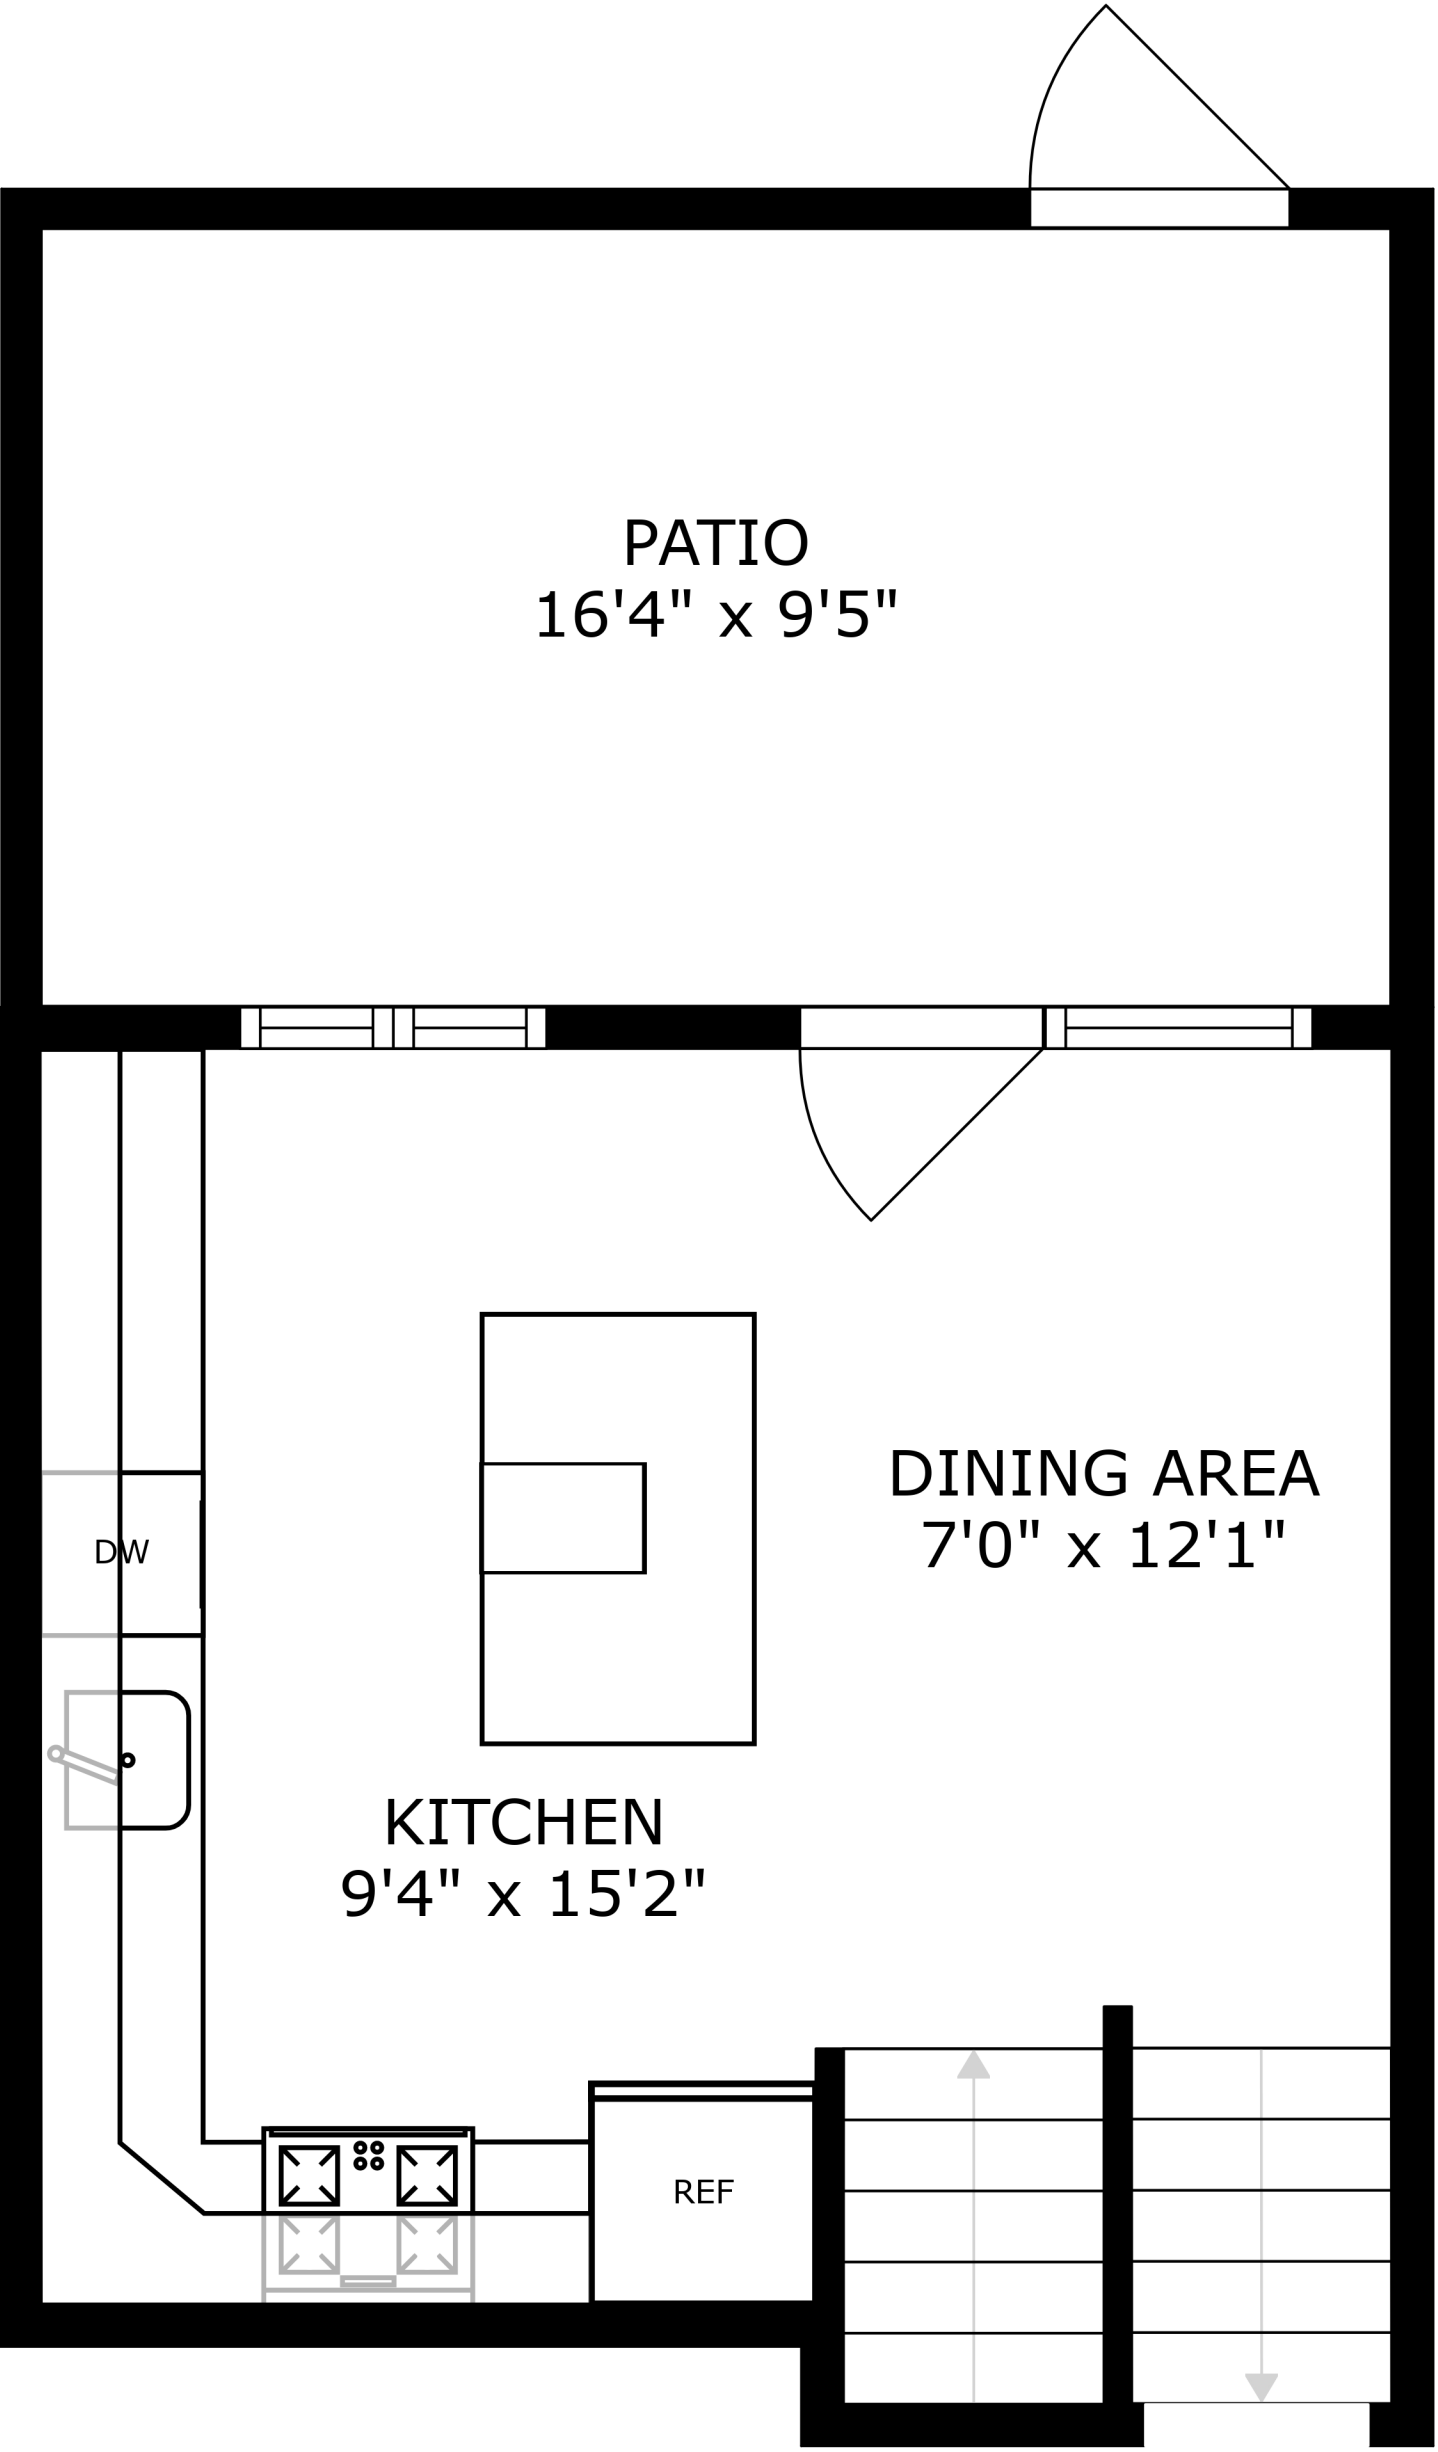 PATIO
16'4" x 9'5"
DINING AREA
7'0" x 12'1"
DW
KITCHEN
9'4" x 15'2"
REF